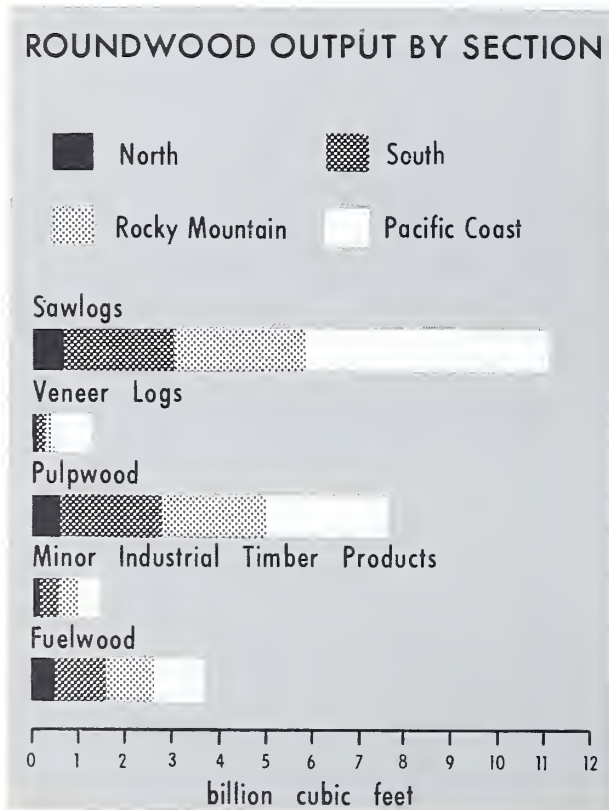 ROUNDWOOD OUTPUT BY SECTION
North South
Rocky Mountain Pacific Coast
Sawlogs
Veneer Logs
Pulpwood
Minor Industrial Timber Products
Fuelwood
0 1 2 3 4 5 6 7 8 9 10 11 12
billion cubic feet